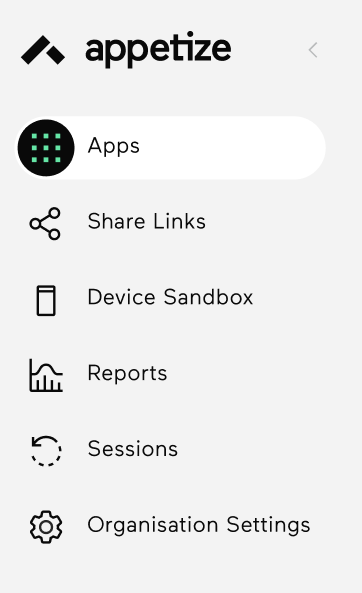 appetize
Apps
Share Links
Device Sandbox
Reports
Sessions
Organisation Settings